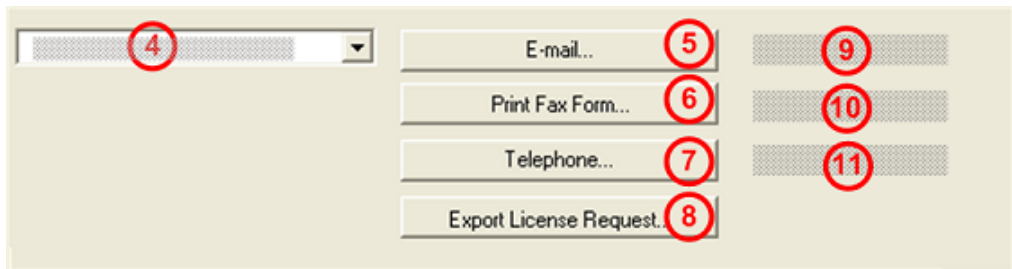 4
E-mail... 5 9
Print Fax Form... 6 10
Telephone... 7 11
Export License Request.. 8